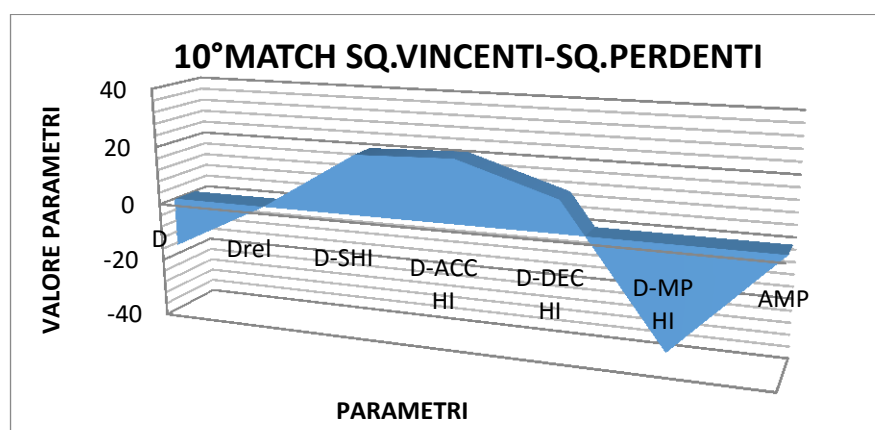 10°MATCH SQ.VINCENTI-SQ.PERDENTI
VALORE PARAMETRI
40
20
0
-20
-40
D
Drel
D-SHI
D-ACC
HI
D-DEC
HI
D-MP
HI
AMP
PARAMETRI